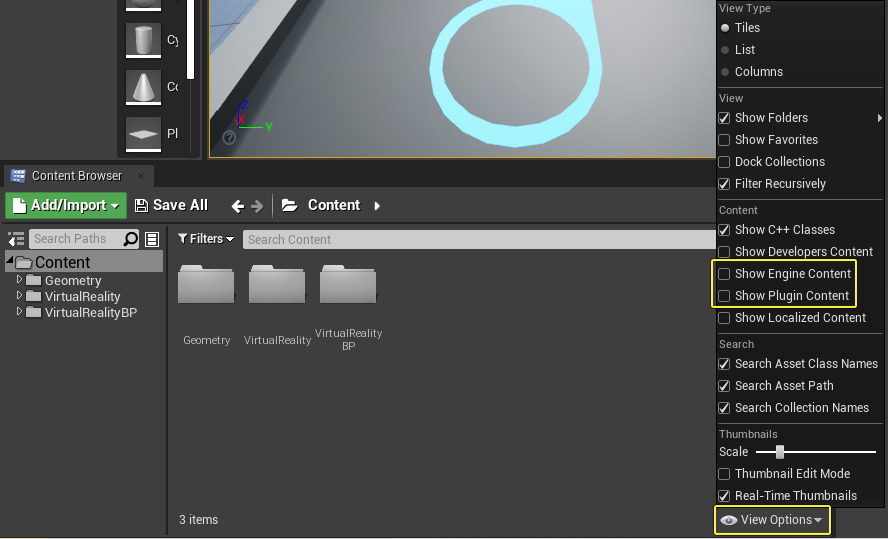 Cy
Co
Pl
Z
X
Y
?
Content Browser
Add/Import
Save All
Content
Search Paths
Content
Geometry
VirtualReality
VirtualRealityBP
Filters
Search Content
Geometry
VirtualReality
VirtualReality
BP
3 items
View Type
Tiles
List
Columns
View
Show Folders
Show Favorites
Dock Collections
Filter Recursively
Content
Show C++ Classes
Show Developers Content
Show Engine Content
Show Plugin Content
Show Localized Content
Search
Search Asset Class Names
Search Asset Path
Search Collection Names
Thumbnails
Scale
Thumbnail Edit Mode
Real-Time Thumbnails
View Options